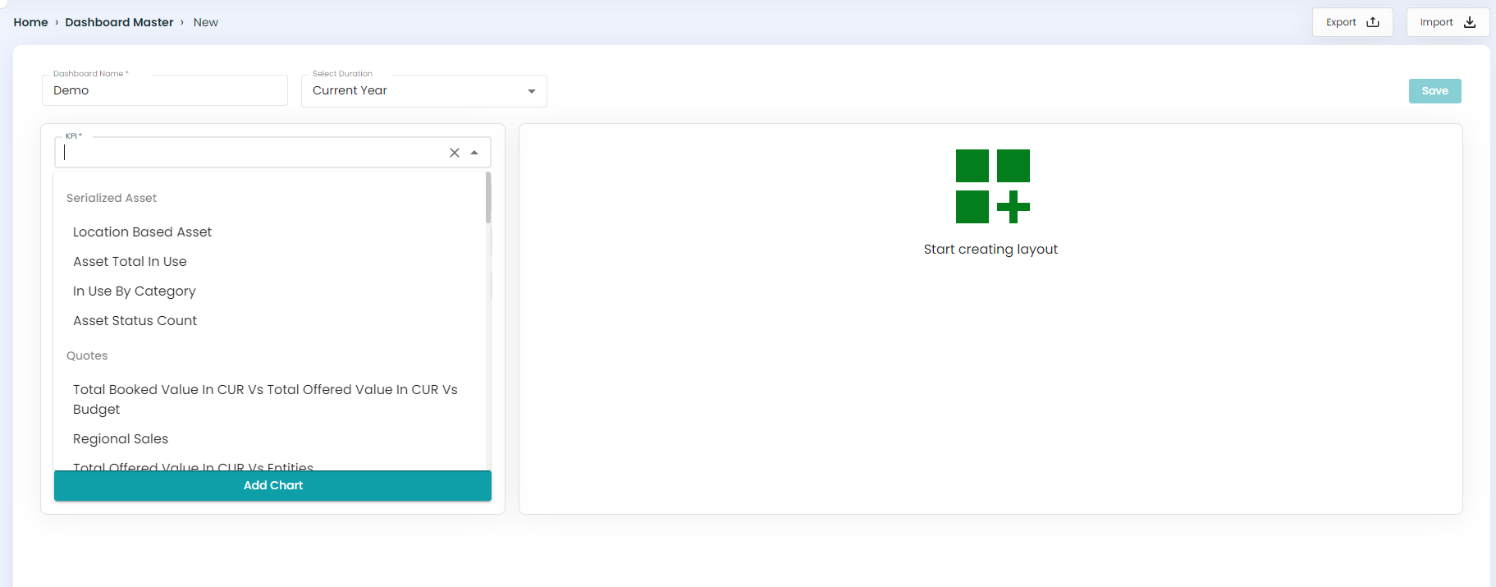 Home › Dashboard Master › New
Export
Import
Dashboard Name *
Demo
Select Duration
Current Year
Save
KPI *
Serialized Asset
Location Based Asset
Asset Total In Use
In Use By Category
Asset Status Count
Quotes
Total Booked Value In CUR Vs Total Offered Value In CUR Vs
Budget
Regional Sales
Total Offered Value In CUR Vs Entities
Add Chart
Start creating layout